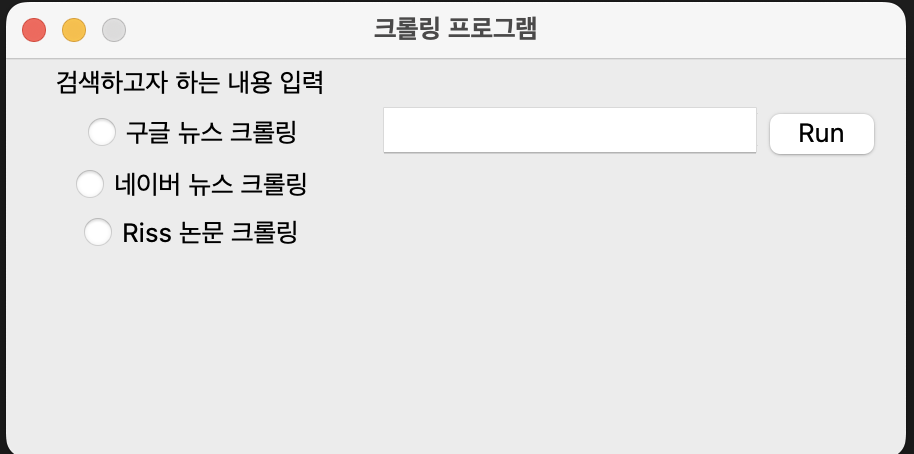 크롤링 프로그램
검색하고자 하는 내용 입력
구글 뉴스 크롤링
Run
네이버 뉴스 크롤링
Riss 논문 크롤링